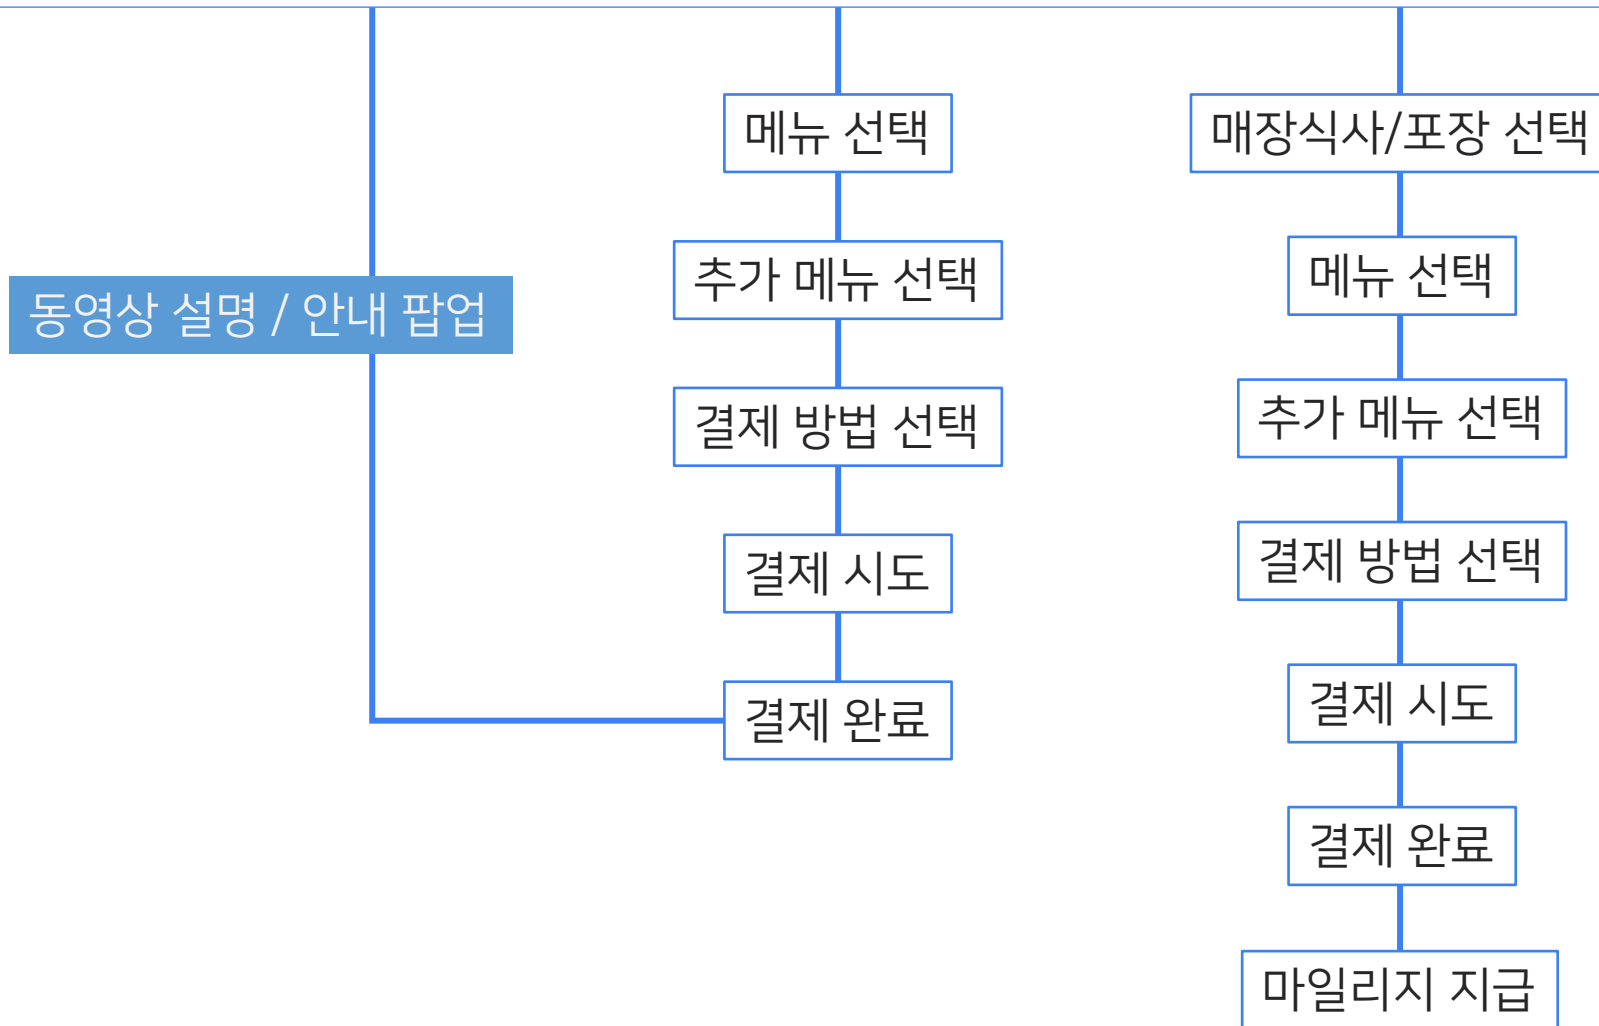 동영상 설명 / 안내 팝업
메뉴 선택
추가 메뉴 선택
결제 방법 선택
결제 시도
결제 완료
매장식사/포장 선택
메뉴 선택
추가 메뉴 선택
결제 방법 선택
결제 시도
결제 완료
마일리지 지급